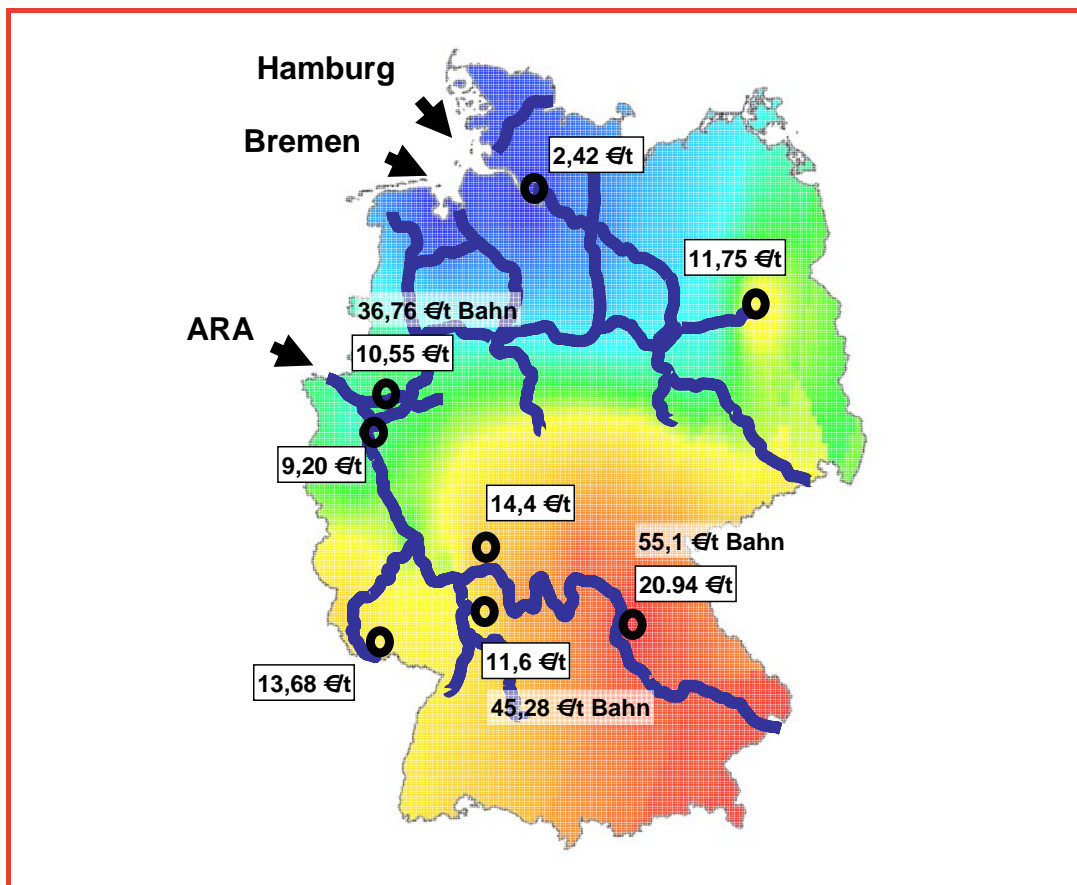 Hamburg
Bremen
2,42 €/t
11,75 €/t
36,76 €/t Bahn
ARA
10,55 €/t
9,20 €/t
14,4 €/t
55,1 €/t Bahn
20.94 €/t
11,6 €/t
13,68 €/t
45,28 €/t Bahn